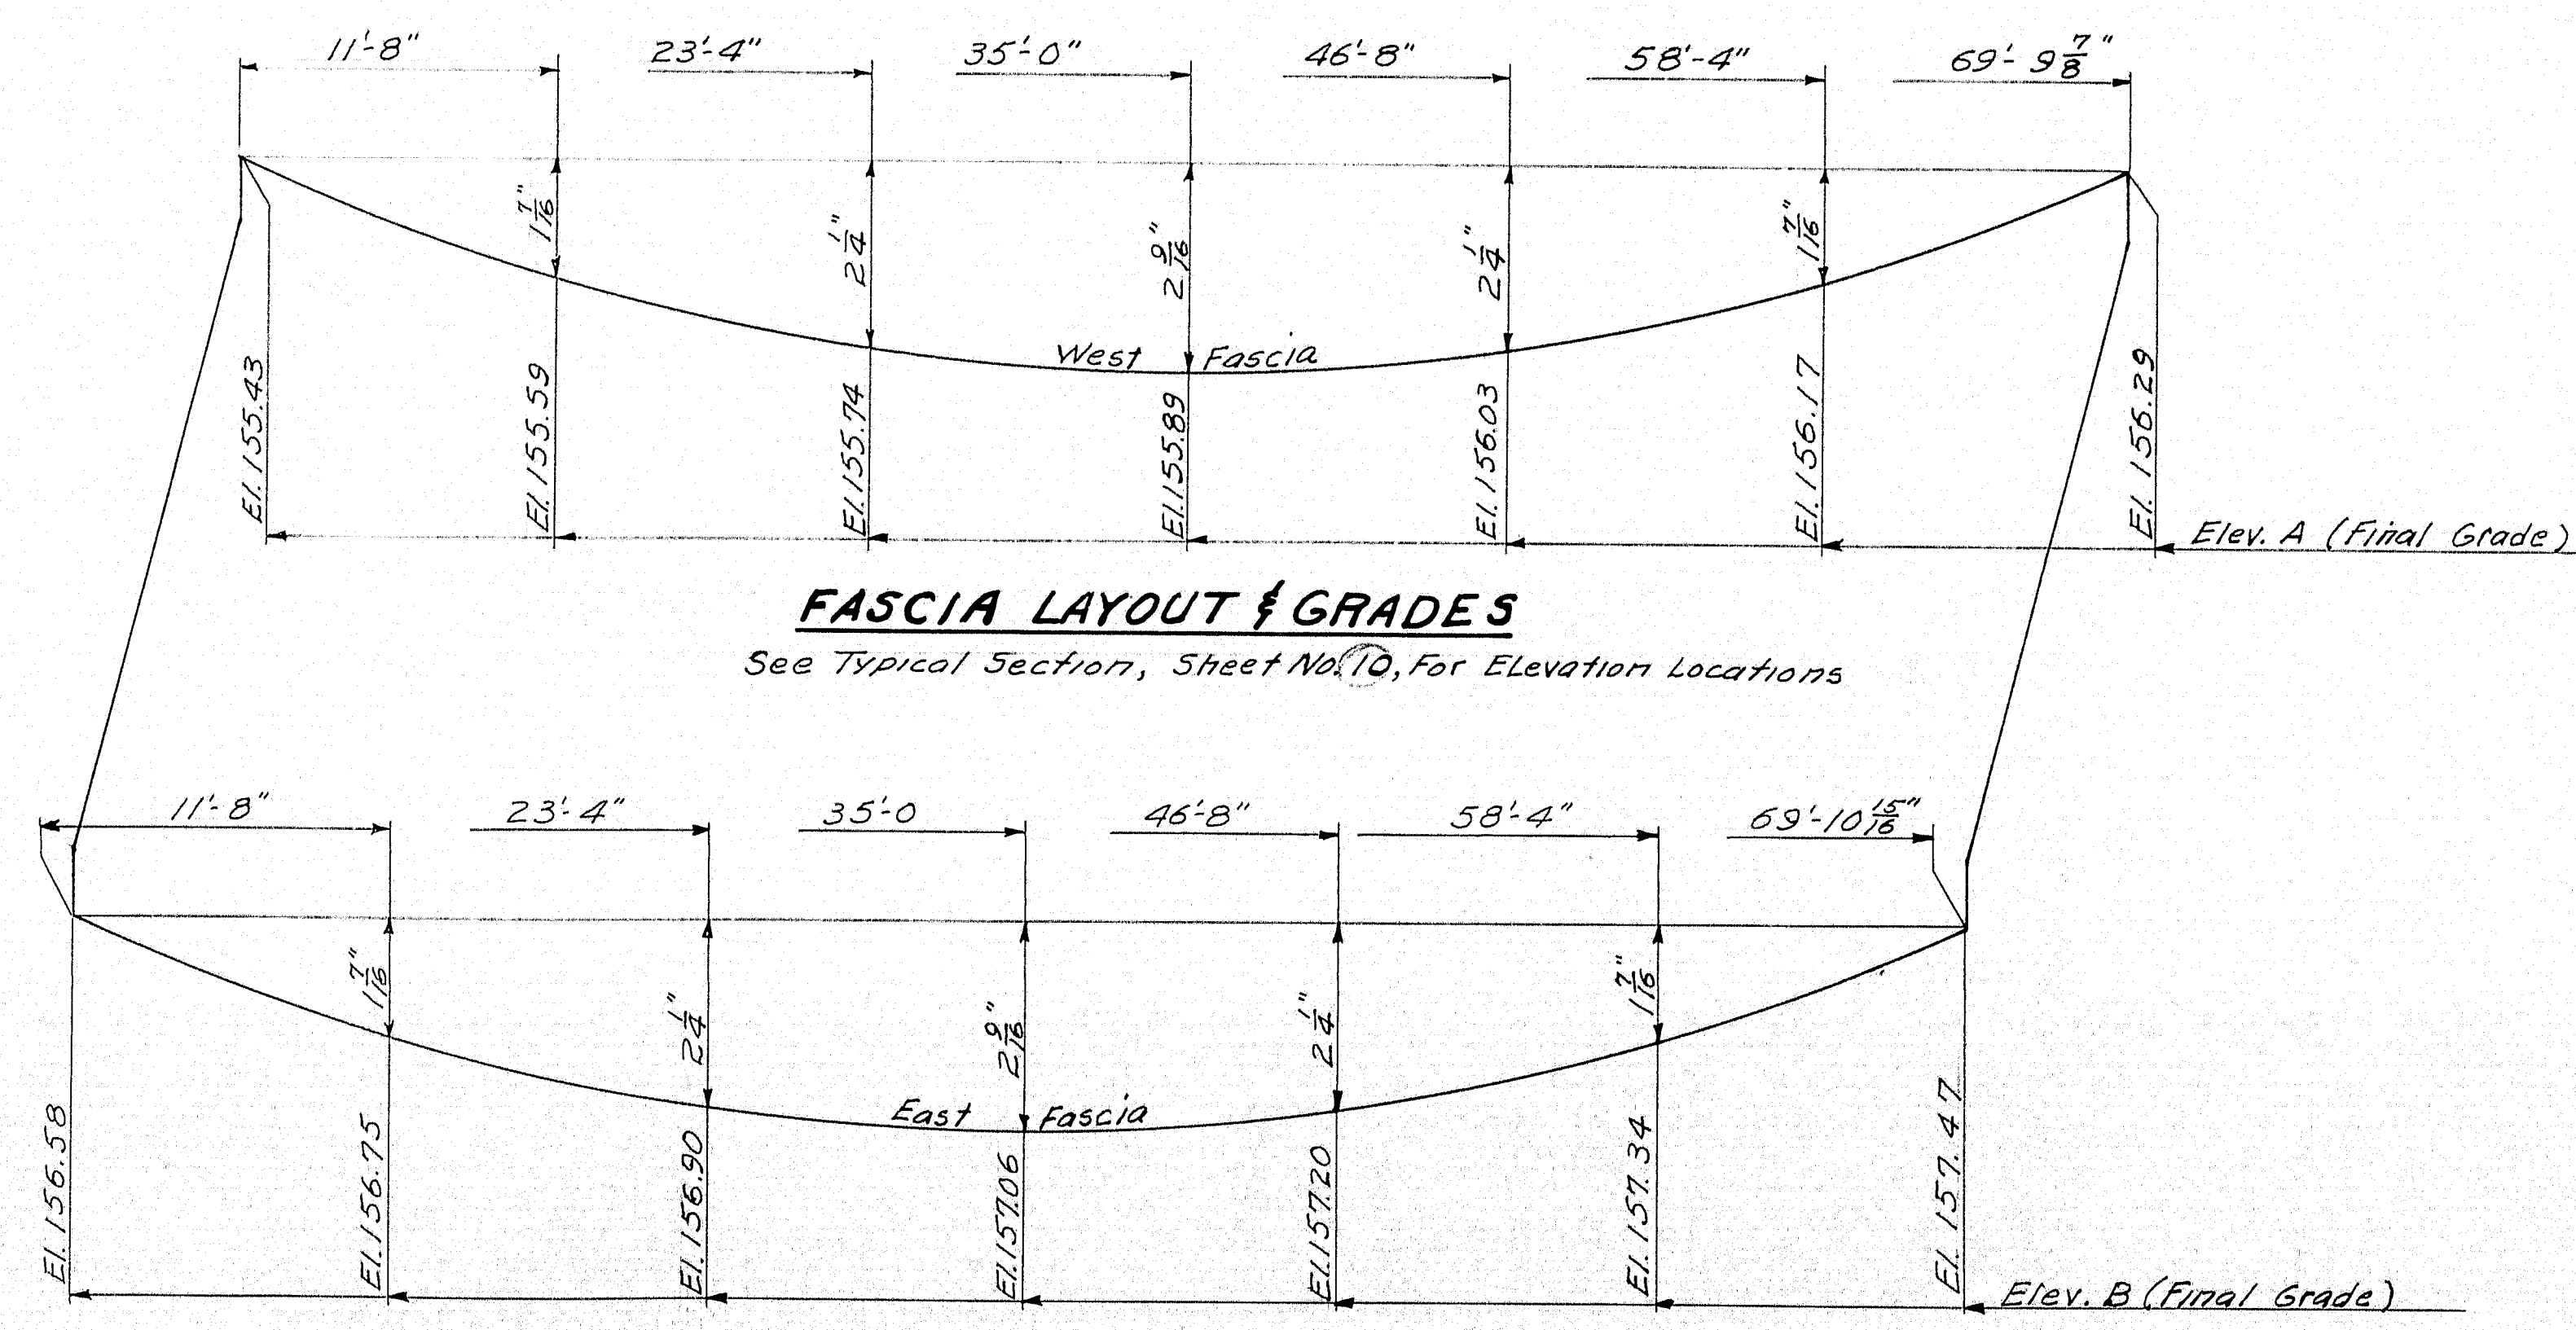 11'-8" 23'-4" 35'-0" 46'-8" 58'-4" 69'-9 7/8"
1 7/16" 2 1/4" 2 9/16" 2 1/4" 1 7/16"
West Fascia
El. 155.43 El. 155.59 El. 155.74 El. 155.89 El. 156.03 El. 156.17 El. 156.29
Elev. A (Final Grade)
FASCIA LAYOUT & GRADES
See Typical Section, Sheet No. 10, For Elevation Locations
11'-8" 23'-4" 35'-0 46'-8" 58'-4" 69'-10 15/16"
1 7/16" 2 1/4" 2 9/16" 2 1/4" 1 7/16"
East Fascia
El. 156.58 El. 156.75 El. 156.90 El. 157.06 El. 157.20 El. 157.34 El. 157.47
Elev. B (Final Grade)